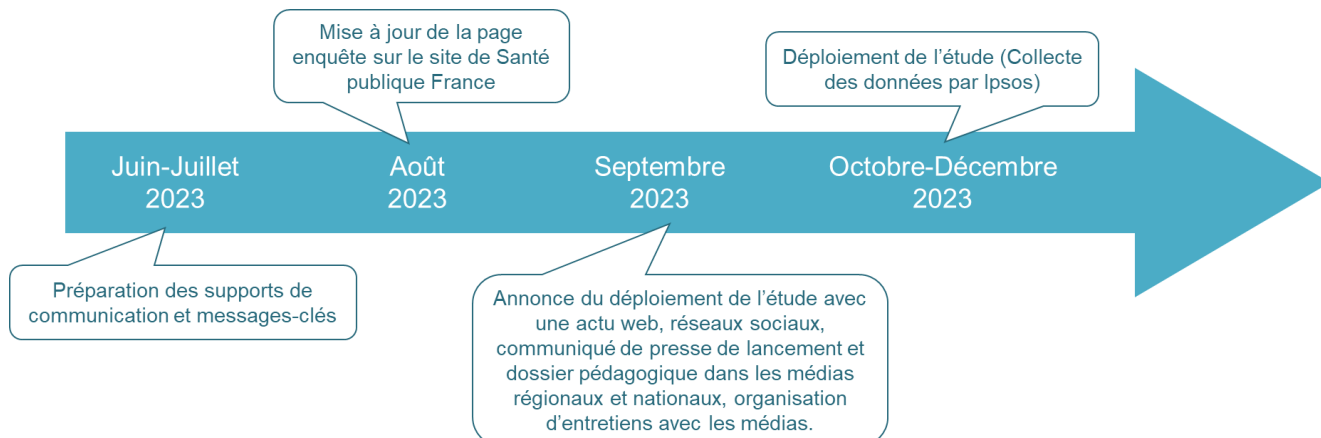 Mise à jour de la page
enquête sur le site de Santé
publique France
Déploiement de l’étude (Collecte
des données par Ipsos)
Juin-Juillet
2023
Août
2023
Septembre
2023
Octobre-Décembre
2023
Préparation des supports de
communication et messages-clés
Annonce du déploiement de l’étude avec
une actu web, réseaux sociaux,
communiqué de presse de lancement et
dossier pédagogique dans les médias
régionaux et nationaux, organisation
d’entretiens avec les médias.